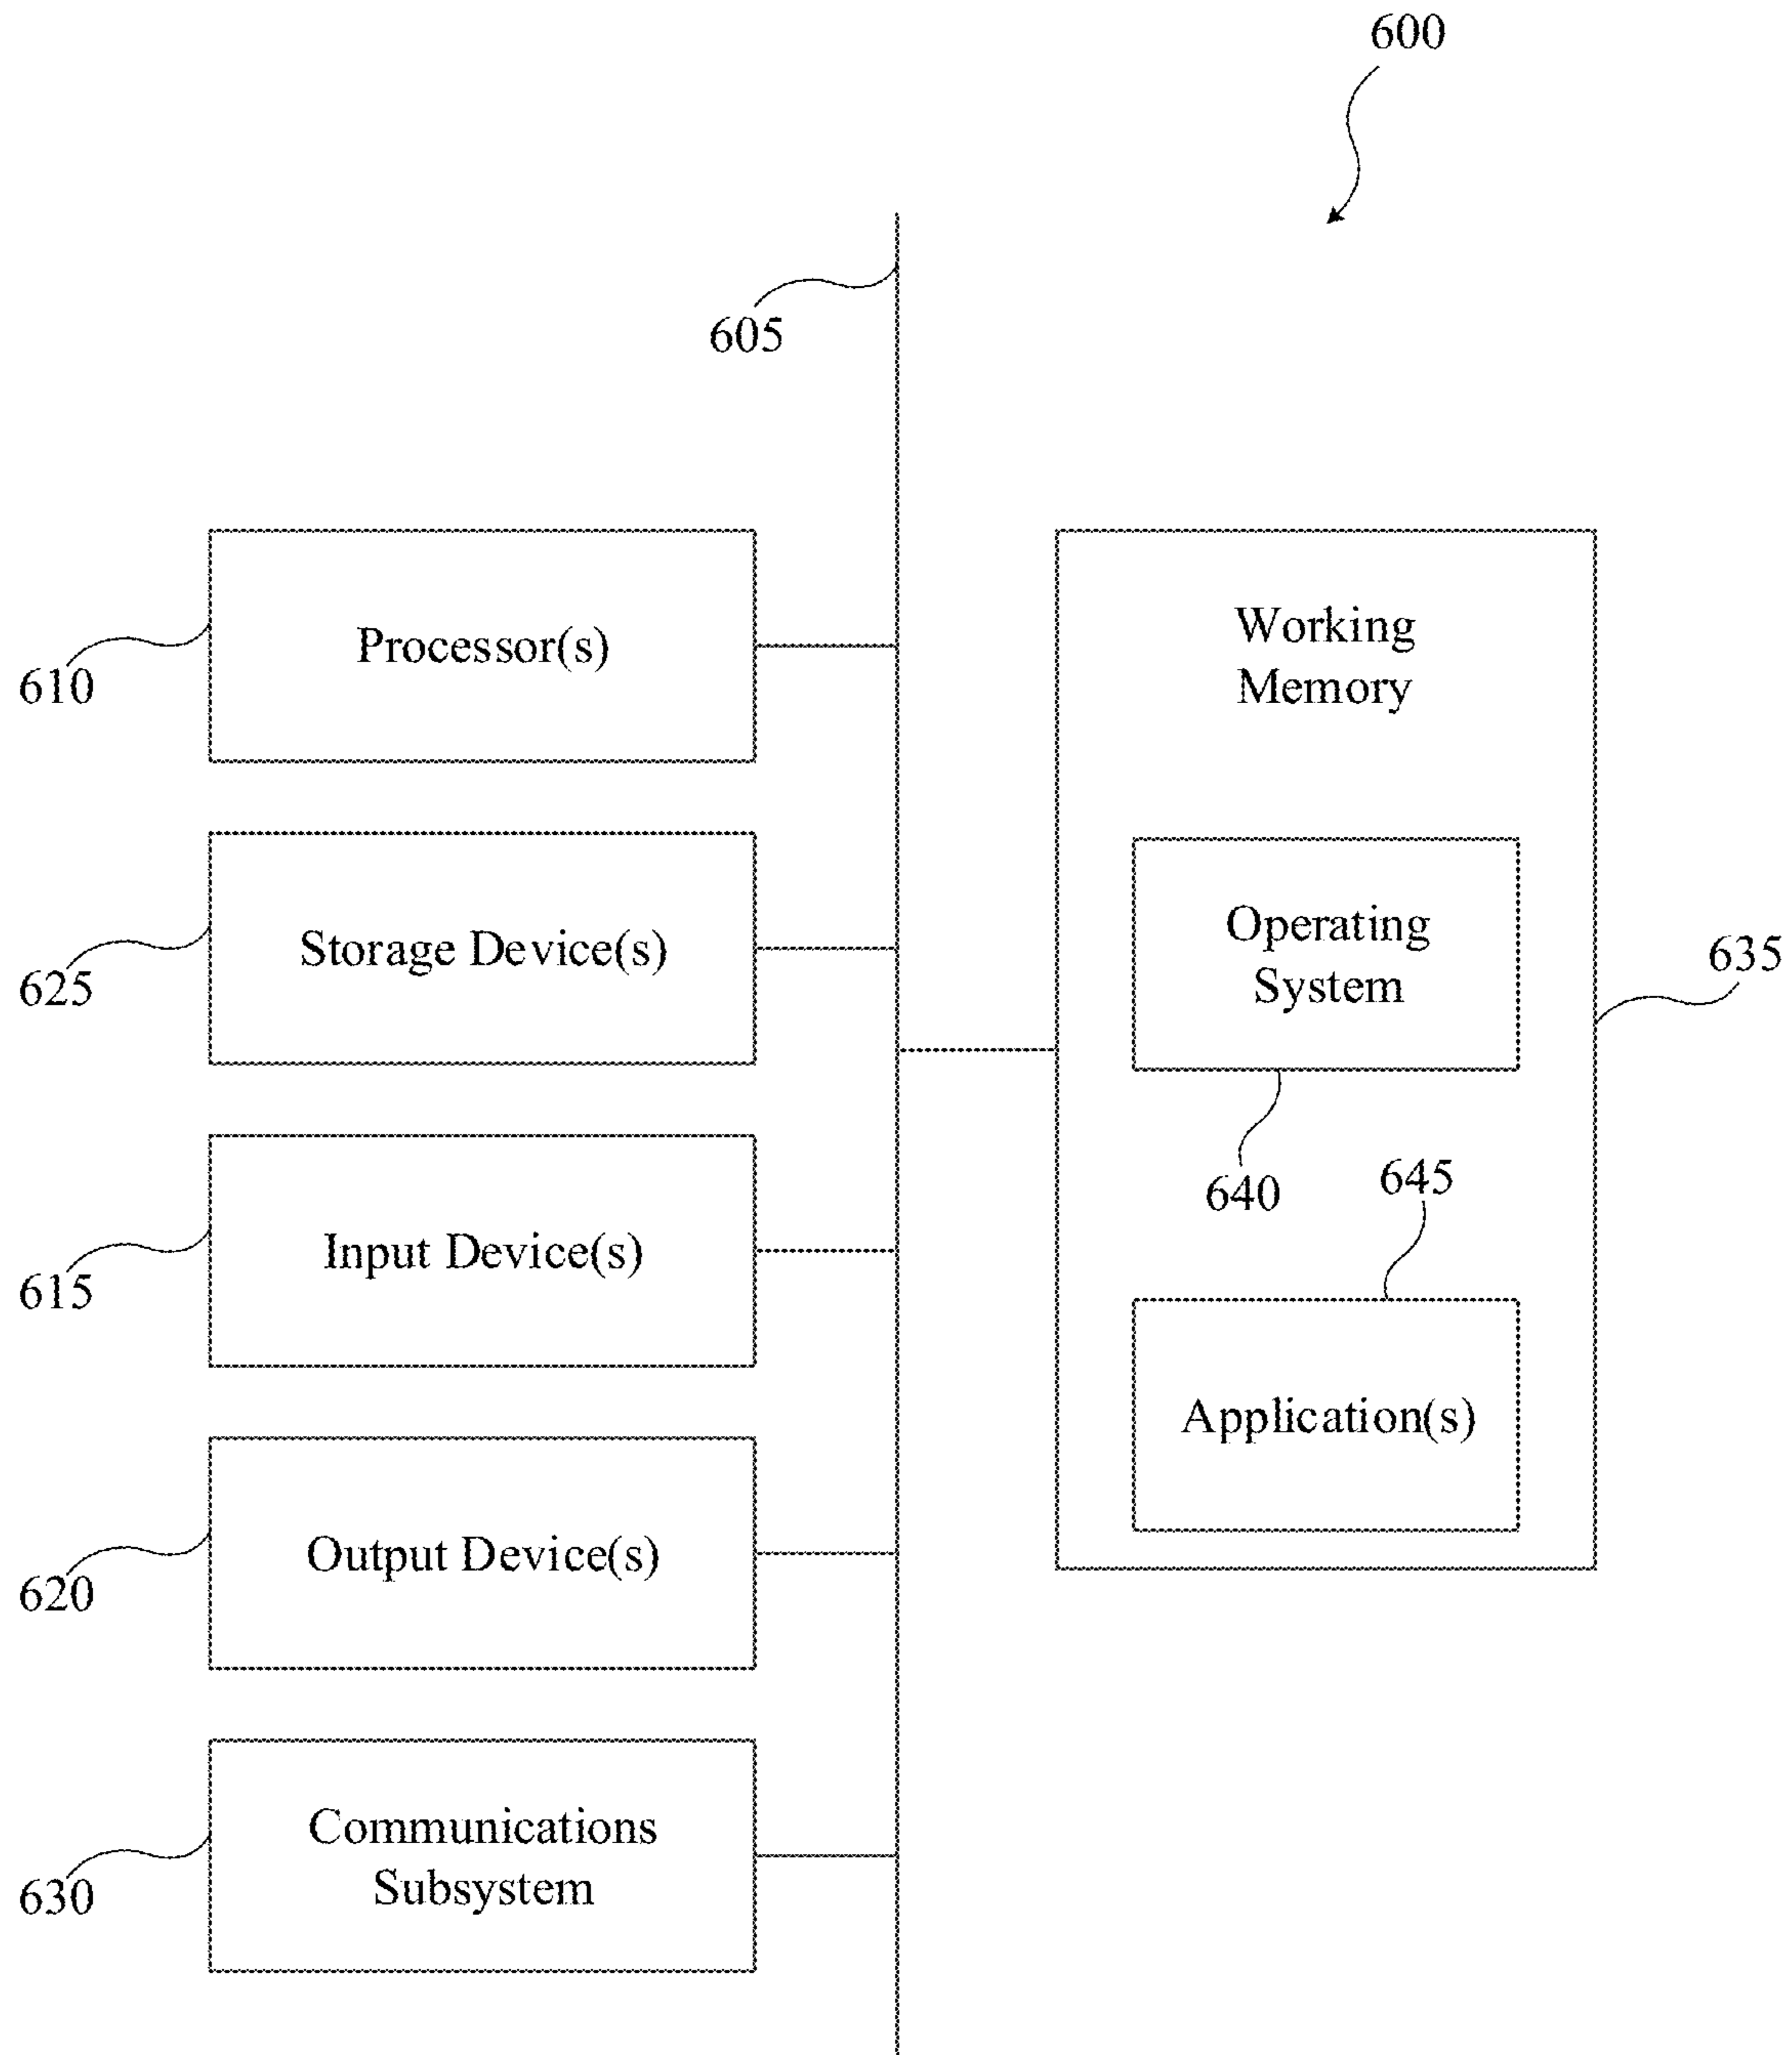 600
605
Processor(s)
610
Storage Device(s)
625
Input Device(s)
615
Output Device(s)
620
Communications
Subsystem
630
Working
Memory
Operating
System
635
640
645
Application(s)